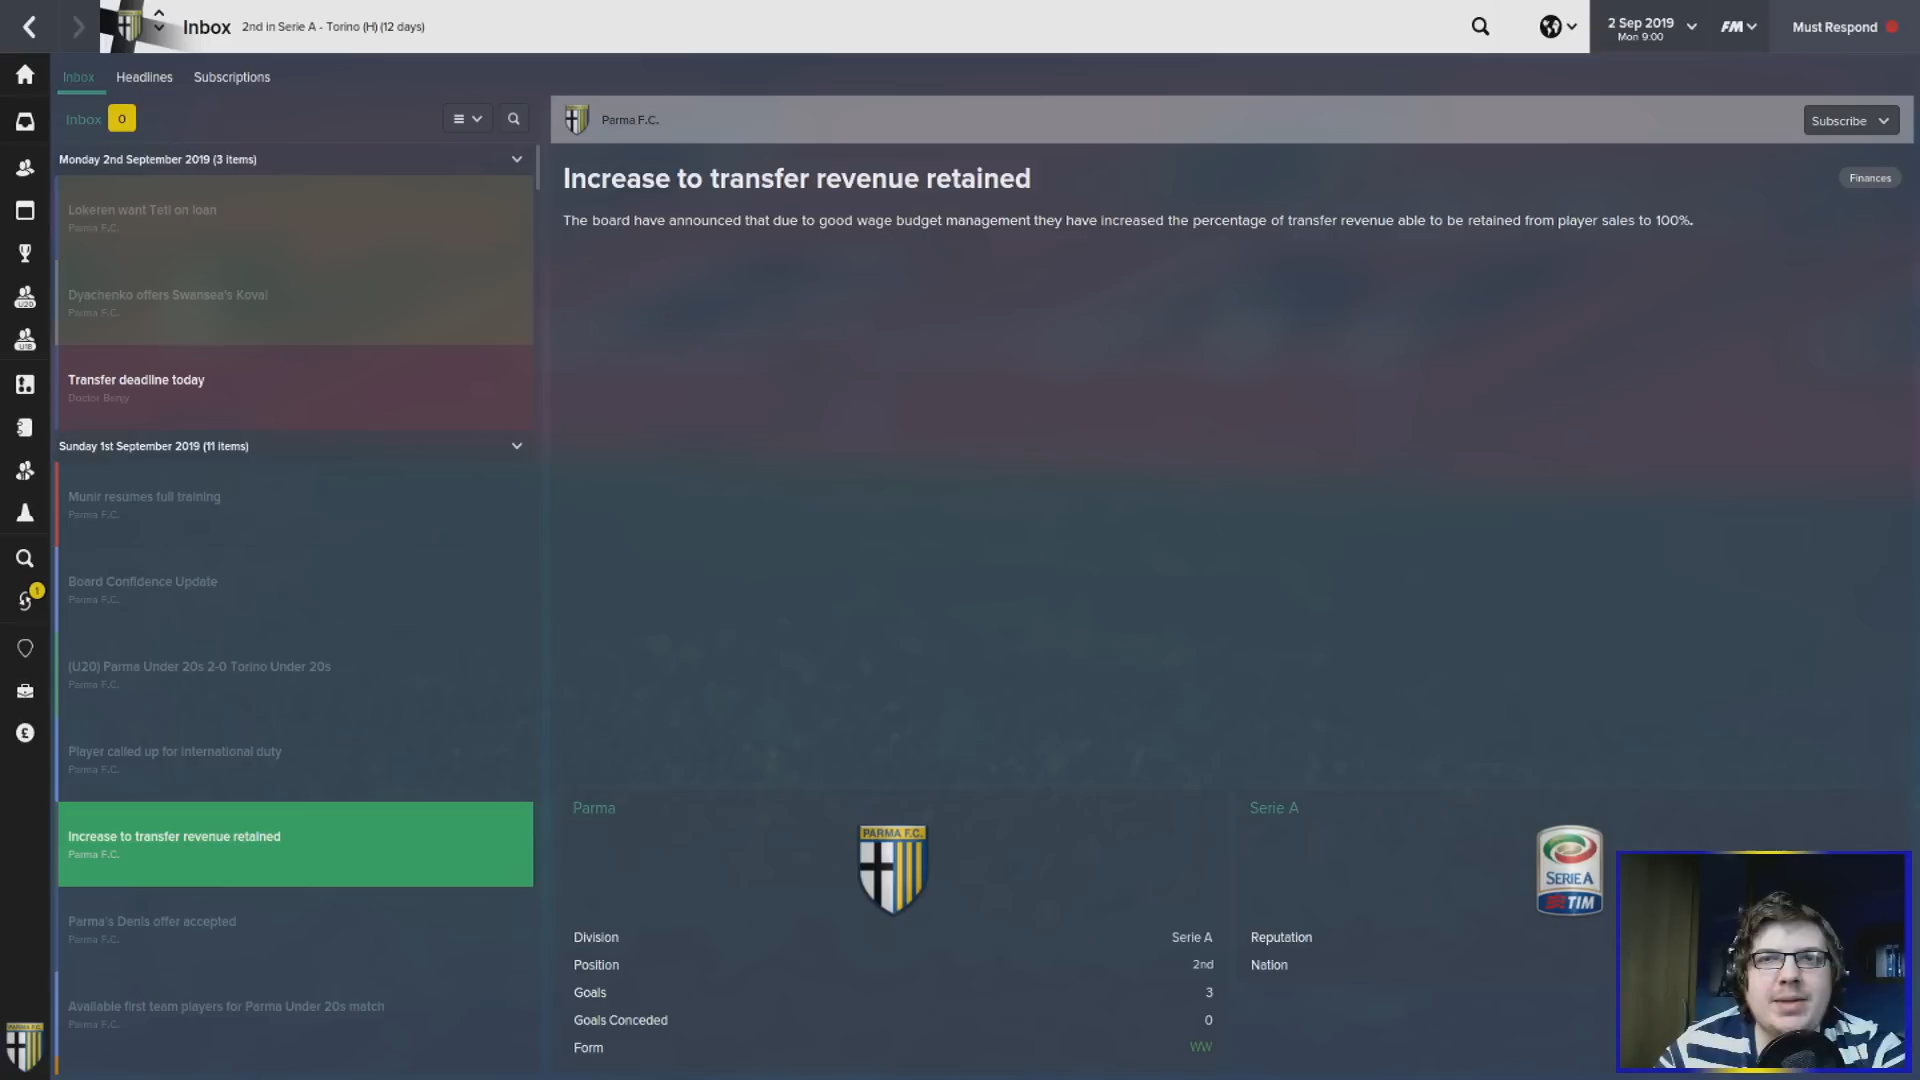 Inbox
2nd in Serie A - Torino (H) (12 days)
2 Sep 2019
Mon 9:00
FM
Must Respond
Inbox
Headlines
Subscriptions
Inbox
0
Monday 2nd September 2019 (3 items)
Lokeren want Teti on loan
Parma F.C.
Dyachenko offers Swansea's Koval
Parma F.C.
Transfer deadline today
Doctor Benjy
Sunday 1st September 2019 (11 items)
Munir resumes full training
Parma F.C.
Board Confidence Update
Parma F.C.
(U20) Parma Under 20s 2-0 Torino Under 20s
Parma F.C.
Player called up for international duty
Parma F.C.
Increase to transfer revenue retained
Parma F.C.
Parma's Denis offer accepted
Parma F.C.
Available first team players for Parma Under 20s match
Parma F.C.
U20
U18
1
£
Parma F.C.
Subscribe
Increase to transfer revenue retained
Finances
The board have announced that due to good wage budget management they have increased the percentage of transfer revenue able to be retained from player sales to 100%.
Parma
PARMA F.C.
Division
Serie A
Position
2nd
Goals
3
Goals Conceded
0
Form
WW
Serie A
SERIE A
TIM
Reputation
Nation